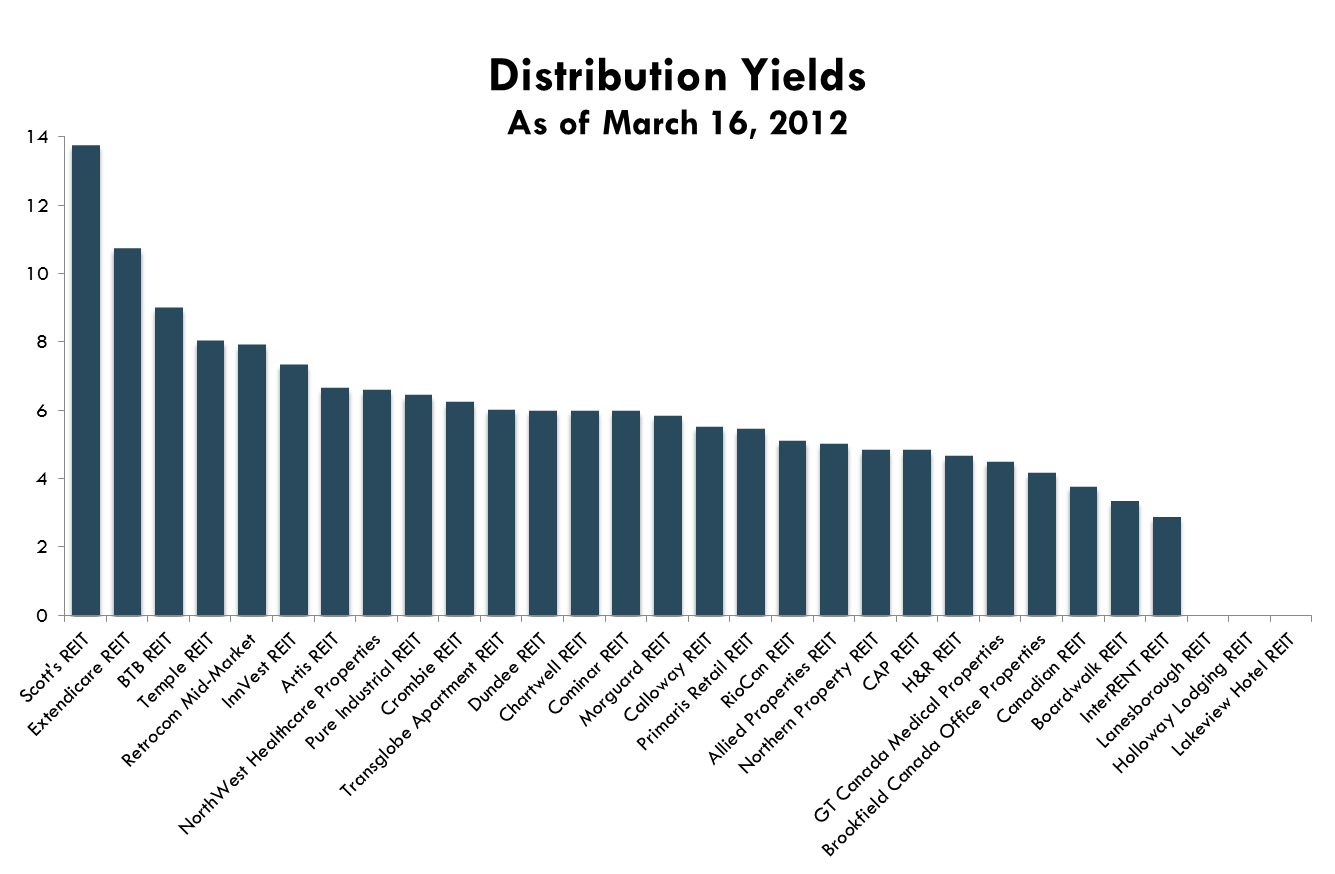 Distribution Yields
As of March 16, 2012
14
12
10
8
6
4
2
0
Scott's REIT
Extendicare REIT
BTB REIT
Temple REIT
Retrocom Mid-Market
InnVest REIT
Artis REIT
NorthWest Healthcare Properties
Pure Industrial REIT
Crombie REIT
Transglobe Apartment REIT
Dundee REIT
Chartwell REIT
Cominar REIT
Morguard REIT
Calloway REIT
Primaris Retail REIT
RioCan REIT
Allied Properties REIT
Northern Property REIT
CAP REIT
H&R REIT
GT Canada Medical Properties
Brookfield Canada Office Properties
Canadian REIT
Boardwalk REIT
InterRENT REIT
Lanesborough REIT
Holloway Lodging REIT
Lakeview Hotel REIT